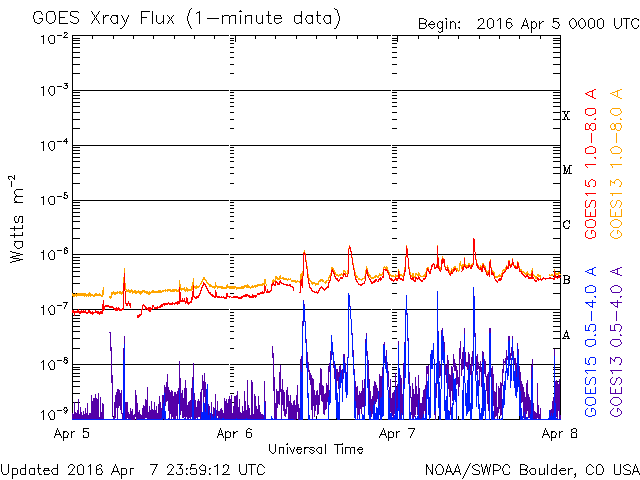 GOES Xray Flux (1-minute data)
Begin: 2016 Apr 5 0000 UTC
10-2
10-3
10-4
10-5
10-6
10-7
10-8
10-9
Watts m-2
X
M
C
B
A
GOES15 1.0-8.0 A
GOES13 1.0-8.0 A
GOES15 0.5-4.0 A
GOES13 0.5-4.0 A
Apr 5
Apr 6
Apr 7
Apr 8
Universal Time
Updated 2016 Apr 7 23:59:12 UTC
NOAA/SWPC Boulder, CO USA